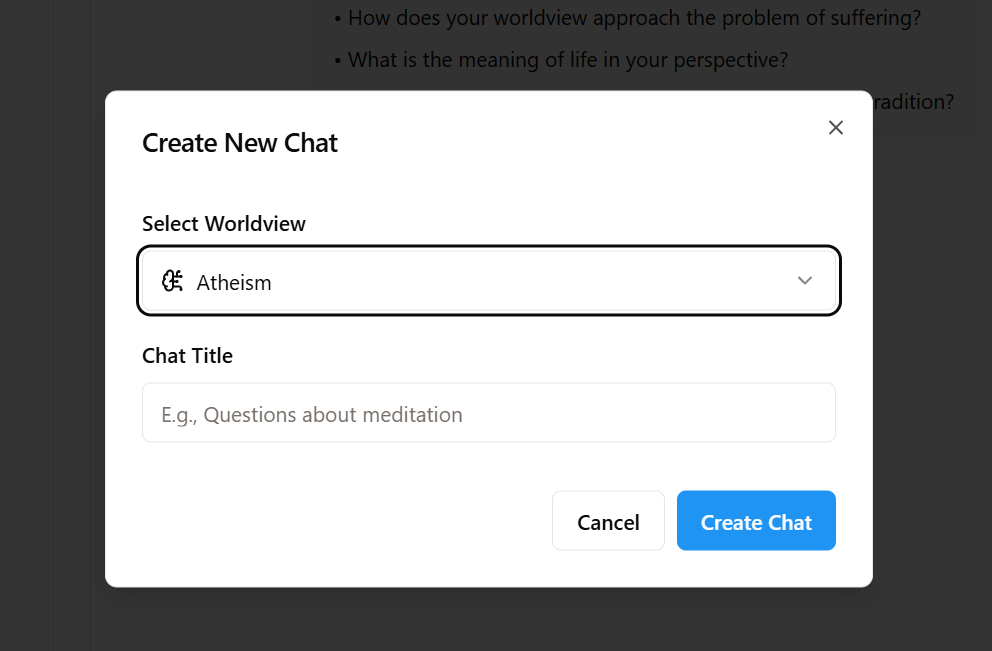 • How does your worldview approach the problem of suffering?
• What is the meaning of life in your perspective?
radition?
Create New Chat
Select Worldview
Atheism
Chat Title
E.g., Questions about meditation
Cancel
Create Chat